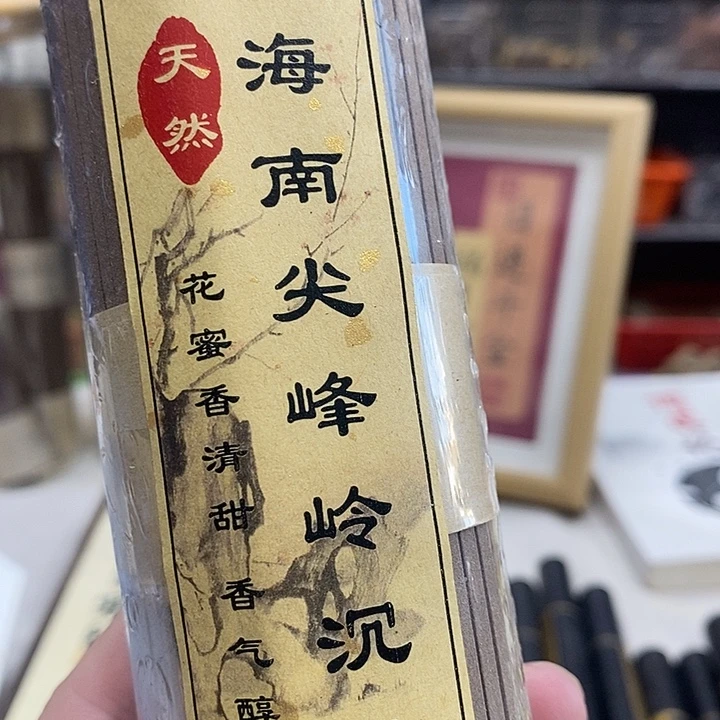 天然
海南尖峰岭沉
花蜜香清甜 香气醇